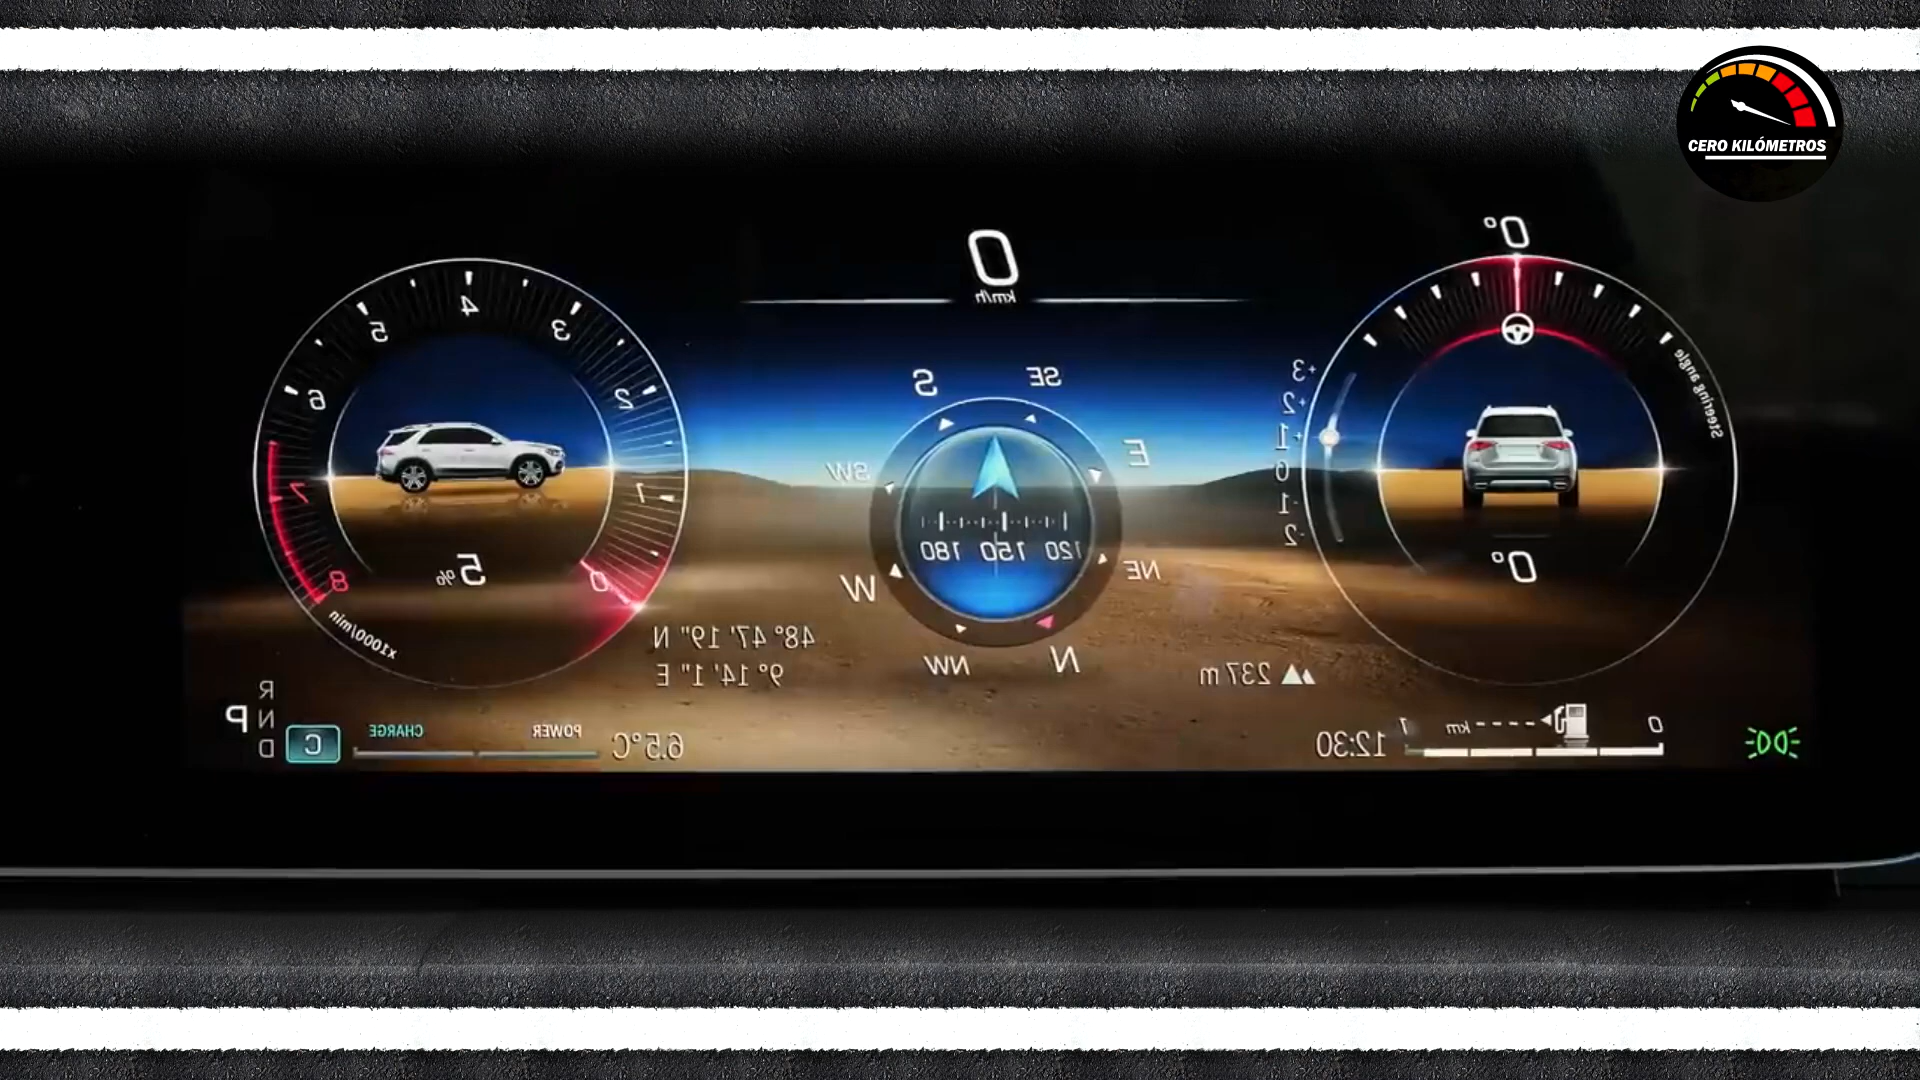 CERO KILÓMETROS
0°
0
km/h
Steering angle
+3
+2
+1
0
-1
-2
0°
S
SE
E
NE
N
NW
W
SW
120 150 180
4
3
5
2
6
1
7
0
8
x1000/min
5%
48° 47' 19" N
9° 14' 1" E
237 m
0 ---- km 1
12:30
6.5°C
POWER
CHARGE
C
P
R
N
D